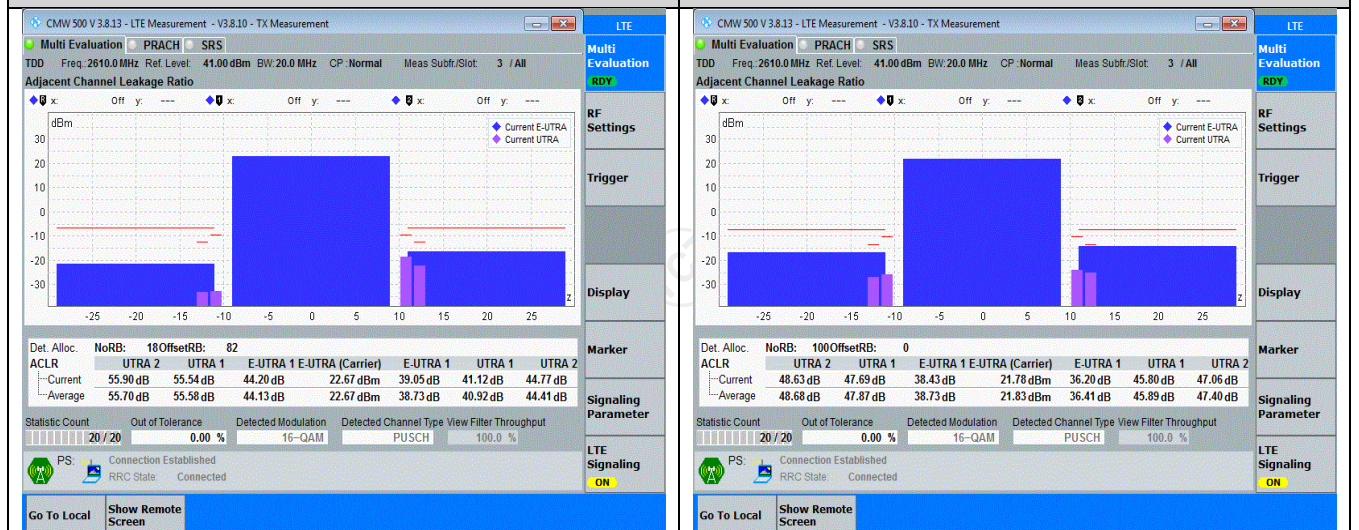 CMW 500 V 3.8.13 - LTE Measurement - V3.8.10 - TX Measurement
LTE
Multi Evaluation PRACH SRS
Multi Evaluation
RDY
TDD Freq.:2610.0 MHz Ref. Level: 41.00 dBm BW:20.0 MHz CP :Normal Meas Subfr./Slot: 3 / All
Adjacent Channel Leakage Ratio
0 x: Off y: --- 1 x: Off y: --- 2 x: Off y: ---
RF Settings
dBm
Current E-UTRA
Current UTRA
30
20
10
0
-10
-20
-30
-25 -20 -15 -10 -5 0 5 10 15 20 25
z
Trigger
Display
Marker
Det. Alloc. NoRB: 18 OffsetRB: 82
ACLR UTRA 2 UTRA 1 E-UTRA 1 E-UTRA (Carrier) E-UTRA 1 UTRA 1 UTRA 2
Current 55.90 dB 55.54 dB 44.20 dB 22.67 dBm 39.05 dB 41.12 dB 44.77 dB
Average 55.70 dB 55.58 dB 44.13 dB 22.67 dBm 38.73 dB 40.92 dB 44.41 dB
Signaling Parameter
Statistic Count Out of Tolerance Detected Modulation Detected Channel Type View Filter Throughput
20 / 20 0.00 % 16-QAM PUSCH 100.0 %
LTE Signaling
ON
PS: Connection Established
RRC State: Connected
Go To Local Show Remote Screen
CMW 500 V 3.8.13 - LTE Measurement - V3.8.10 - TX Measurement
LTE
Multi Evaluation PRACH SRS
Multi Evaluation
RDY
TDD Freq.:2610.0 MHz Ref. Level: 41.00 dBm BW:20.0 MHz CP :Normal Meas Subfr./Slot: 3 / All
Adjacent Channel Leakage Ratio
0 x: Off y: --- 1 x: Off y: --- 2 x: Off y: ---
RF Settings
dBm
Current E-UTRA
Current UTRA
30
20
10
0
-10
-20
-30
-25 -20 -15 -10 -5 0 5 10 15 20 25
z
Trigger
Display
Marker
Det. Alloc. NoRB: 100 OffsetRB: 0
ACLR UTRA 2 UTRA 1 E-UTRA 1 E-UTRA (Carrier) E-UTRA 1 UTRA 1 UTRA 2
Current 48.63 dB 47.69 dB 38.43 dB 21.78 dBm 36.20 dB 45.80 dB 47.06 dB
Average 48.68 dB 47.87 dB 38.73 dB 21.83 dBm 36.41 dB 45.89 dB 47.40 dB
Signaling Parameter
Statistic Count Out of Tolerance Detected Modulation Detected Channel Type View Filter Throughput
20 / 20 0.00 % 16-QAM PUSCH 100.0 %
LTE Signaling
ON
PS: Connection Established
RRC State: Connected
Go To Local Show Remote Screen